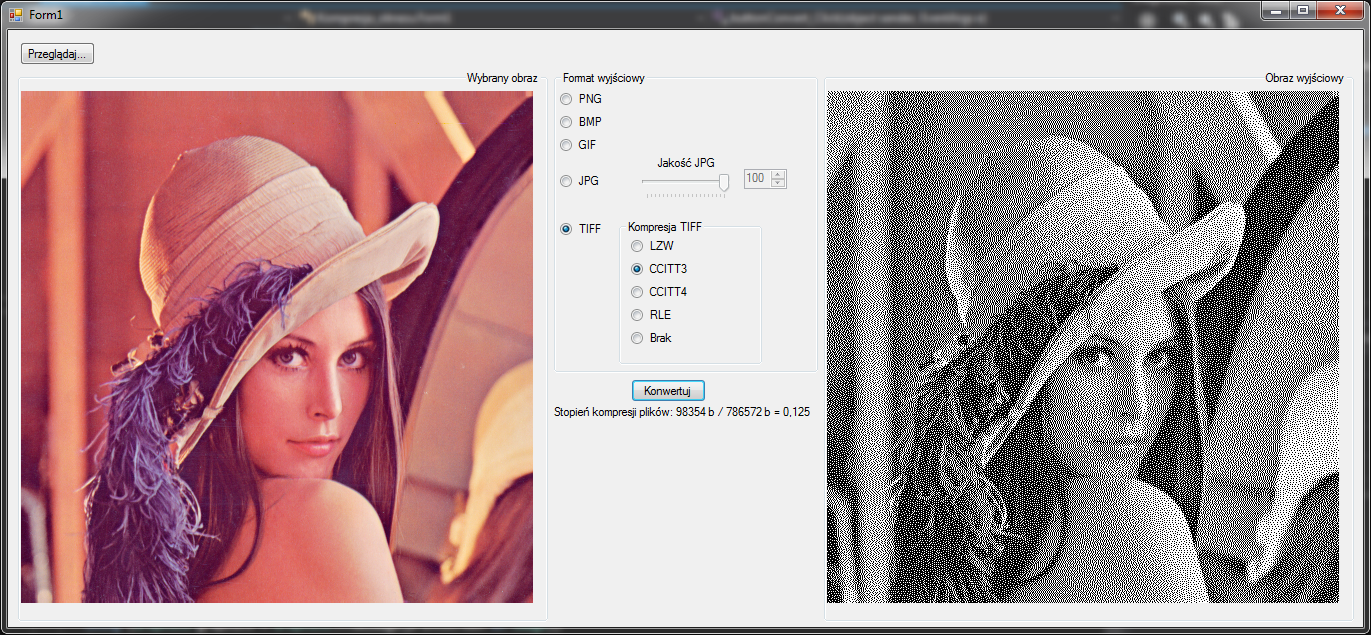 Form1
Przeglądaj...
Wybrany obraz
Format wyjściowy
Obraz wyjściowy
PNG
BMP
GIF
Jakość JPG
JPG
100
TIFF
Kompresja TIFF
LZW
CCITT3
CCITT4
RLE
Brak
Konwertuj
Stopień kompresji plików: 98354 b / 786572 b = 0,125